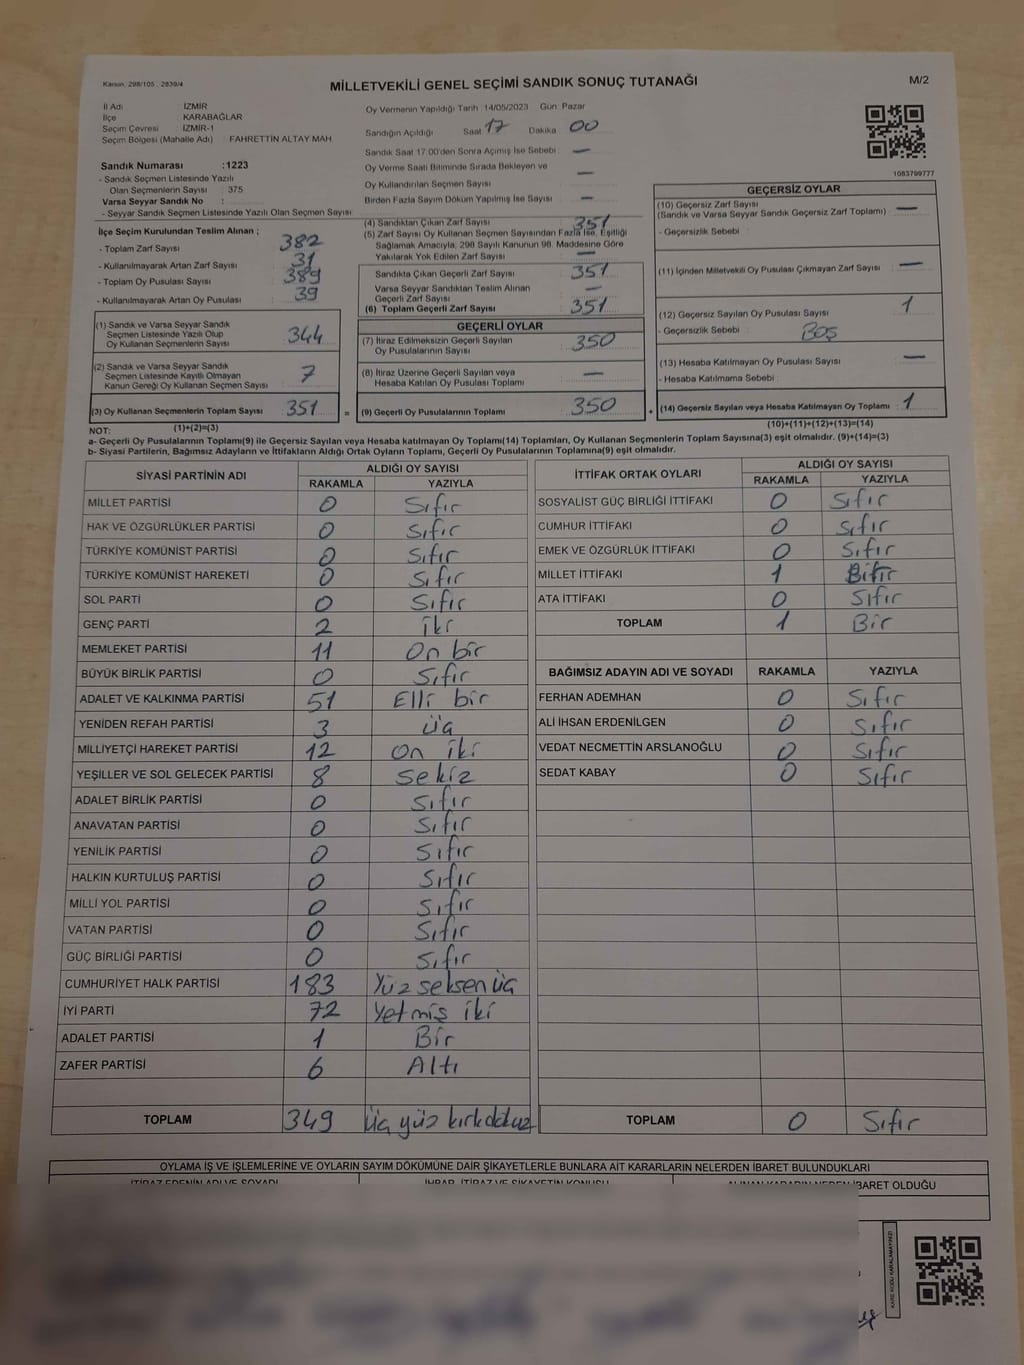 Kanun: 298/105 , 2839/4
MİLLETVEKİLİ GENEL SEÇİMİ SANDIK SONUÇ TUTANAĞI
M/2
İl Adı İZMİR
İlçe KARABAĞLAR
Seçim Çevresi İZMİR-1
Seçim Bölgesi (Mahalle Adı) FAHRETTİN ALTAY MAH.
Sandık Numarası :1223
- Sandık Seçmen Listesinde Yazılı
Olan Seçmenlerin Sayısı : 375
Varsa Seyyar Sandık No :
- Seyyar Sandık Seçmen Listesinde Yazılı Olan Seçmen Sayısı:
Oy Vermenin Yapıldığı Tarih 14/05/2023 Gün Pazar
Sandığın Açıldığı Saat 17 Dakika 00
Sandık Saat 17.00'den Sonra Açılmış İse Sebebi : —
Oy Verme Saati Bitiminde Sırada Bekleyen ve
Oy Kullandırılan Seçmen Sayısı : —
Birden Fazla Sayım Döküm Yapılmış İse Sayısı : —
1083799777
İlçe Seçim Kurulundan Teslim Alınan ;
- Toplam Zarf Sayısı 382
- Kullanılmayarak Artan Zarf Sayısı 31
- Toplam Oy Pusulası Sayısı 389
- Kullanılmayarak Artan Oy Pusulası 39
(4) Sandıktan Çıkan Zarf Sayısı 351
(5) Zarf Sayısı Oy Kullanan Seçmen Sayısından Fazla İse, Eşitliği
Sağlamak Amacıyla, 298 Sayılı Kanunun 98. Maddesine Göre
Yakılarak Yok Edilen Zarf Sayısı —
Sandıkta Çıkan Geçerli Zarf Sayısı 351
Varsa Seyyar Sandıktan Teslim Alınan
Geçerli Zarf Sayısı —
(6) Toplam Geçerli Zarf Sayısı 351
GEÇERSİZ OYLAR
(10) Geçersiz Zarf Sayısı —
(Sandık ve Varsa Seyyar Sandık Geçersiz Zarf Toplamı)
- Geçersizlik Sebebi :
(11) İçinden Milletvekili Oy Pusulası Çıkmayan Zarf Sayısı —
(12) Geçersiz Sayılan Oy Pusulası Sayısı 1
- Geçersizlik Sebebi : Boş
(13) Hesaba Katılmayan Oy Pusulası Sayısı —
- Hesaba Katılmama Sebebi :
(14) Geçersiz Sayılan veya Hesaba Katılmayan Oy Toplamı 1
(10)+(11)+(12)+(13)=(14)
(1) Sandık ve Varsa Seyyar Sandık
Seçmen Listesinde Yazılı Olup
Oy Kullanan Seçmenlerin Sayısı 344
(2) Sandık ve Varsa Seyyar Sandık
Seçmen Listesinde Kayıtlı Olmayan
Kanun Gereği Oy Kullanan Seçmen Sayısı 7
(3) Oy Kullanan Seçmenlerin Toplam Sayısı 351 =
(1)+(2)=(3)
GEÇERLİ OYLAR
(7) İtiraz Edilmeksizin Geçerli Sayılan
Oy Pusulalarının Sayısı 350
(8) İtiraz Üzerine Geçerli Sayılan veya
Hesaba Katılan Oy Pusulası Toplamı —
(9) Geçerli Oy Pusulalarının Toplamı 350 +
NOT:
a- Geçerli Oy Pusulalarının Toplamı(9) ile Geçersiz Sayılan veya Hesaba katılmayan Oy Toplamı(14) Toplamları, Oy Kullanan Seçmenlerin Toplam Sayısına(3) eşit olmalıdır. (9)+(14)=(3)
b- Siyasi Partilerin, Bağımsız Adayların ve İttifakların Aldığı Ortak Oyların Toplamı, Geçerli Oy Pusulalarının Toplamına(9) eşit olmalıdır.
SİYASİ PARTİNİN ADI ALDIĞI OY SAYISI
RAKAMLA YAZIYLA
MİLLET PARTİSİ 0 Sıfır
HAK VE ÖZGÜRLÜKLER PARTİSİ 0 Sıfır
TÜRKİYE KOMÜNİST PARTİSİ 0 Sıfır
TÜRKİYE KOMÜNİST HAREKETİ 0 Sıfır
SOL PARTİ 0 Sıfır
GENÇ PARTİ 2 iki
MEMLEKET PARTİSİ 11 On bir
BÜYÜK BİRLİK PARTİSİ 0 Sıfır
ADALET VE KALKINMA PARTİSİ 51 Elli bir
YENİDEN REFAH PARTİSİ 3 üç
MİLLİYETÇİ HAREKET PARTİSİ 12 on iki
YEŞİLLER VE SOL GELECEK PARTİSİ 8 sekiz
ADALET BİRLİK PARTİSİ 0 Sıfır
ANAVATAN PARTİSİ 0 Sıfır
YENİLİK PARTİSİ 0 Sıfır
HALKIN KURTULUŞ PARTİSİ 0 Sıfır
MİLLİ YOL PARTİSİ 0 Sıfır
VATAN PARTİSİ 0 Sıfır
GÜÇ BİRLİĞİ PARTİSİ 0 Sıfır
CUMHURİYET HALK PARTİSİ 183 Yüz seksen üç
İYİ PARTİ 72 Yetmiş iki
ADALET PARTİSİ 1 Bir
ZAFER PARTİSİ 6 Altı
TOPLAM 349 üç yüz kırkdokuz
İTTİFAK ORTAK OYLARI ALDIĞI OY SAYISI
RAKAMLA YAZIYLA
SOSYALİST GÜÇ BİRLİĞİ İTTİFAKI 0 Sıfır
CUMHUR İTTİFAKI 0 Sıfır
EMEK VE ÖZGÜRLÜK İTTİFAKI 0 Sıfır
MİLLET İTTİFAKI 1
ATA İTTİFAKI 0 Sıfır
TOPLAM 1 Bir
BAĞIMSIZ ADAYIN ADI VE SOYADI RAKAMLA YAZIYLA
FERHAN ADEMHAN 0 Sıfır
ALİ İHSAN ERDENİLGEN 0 Sıfır
VEDAT NECMETTİN ARSLANOĞLU 0 Sıfır
SEDAT KABAY 0 Sıfır
TOPLAM 0 Sıfır
OYLAMA İŞ VE İŞLEMLERİNE VE OYLARIN SAYIM DÖKÜMÜNE DAİR ŞİKAYETLERLE BUNLARA AİT KARARLARIN NELERDEN İBARET BULUNDUKLARI
İTİRAZ EDENİN ADI VE SOYADI İHBAR, İTİRAZ VE ŞİKAYETİN KONUSU ALINAN KARARIN NEDEN İBARET OLDUĞU
KARE KODU KARALAMAYINIZ!